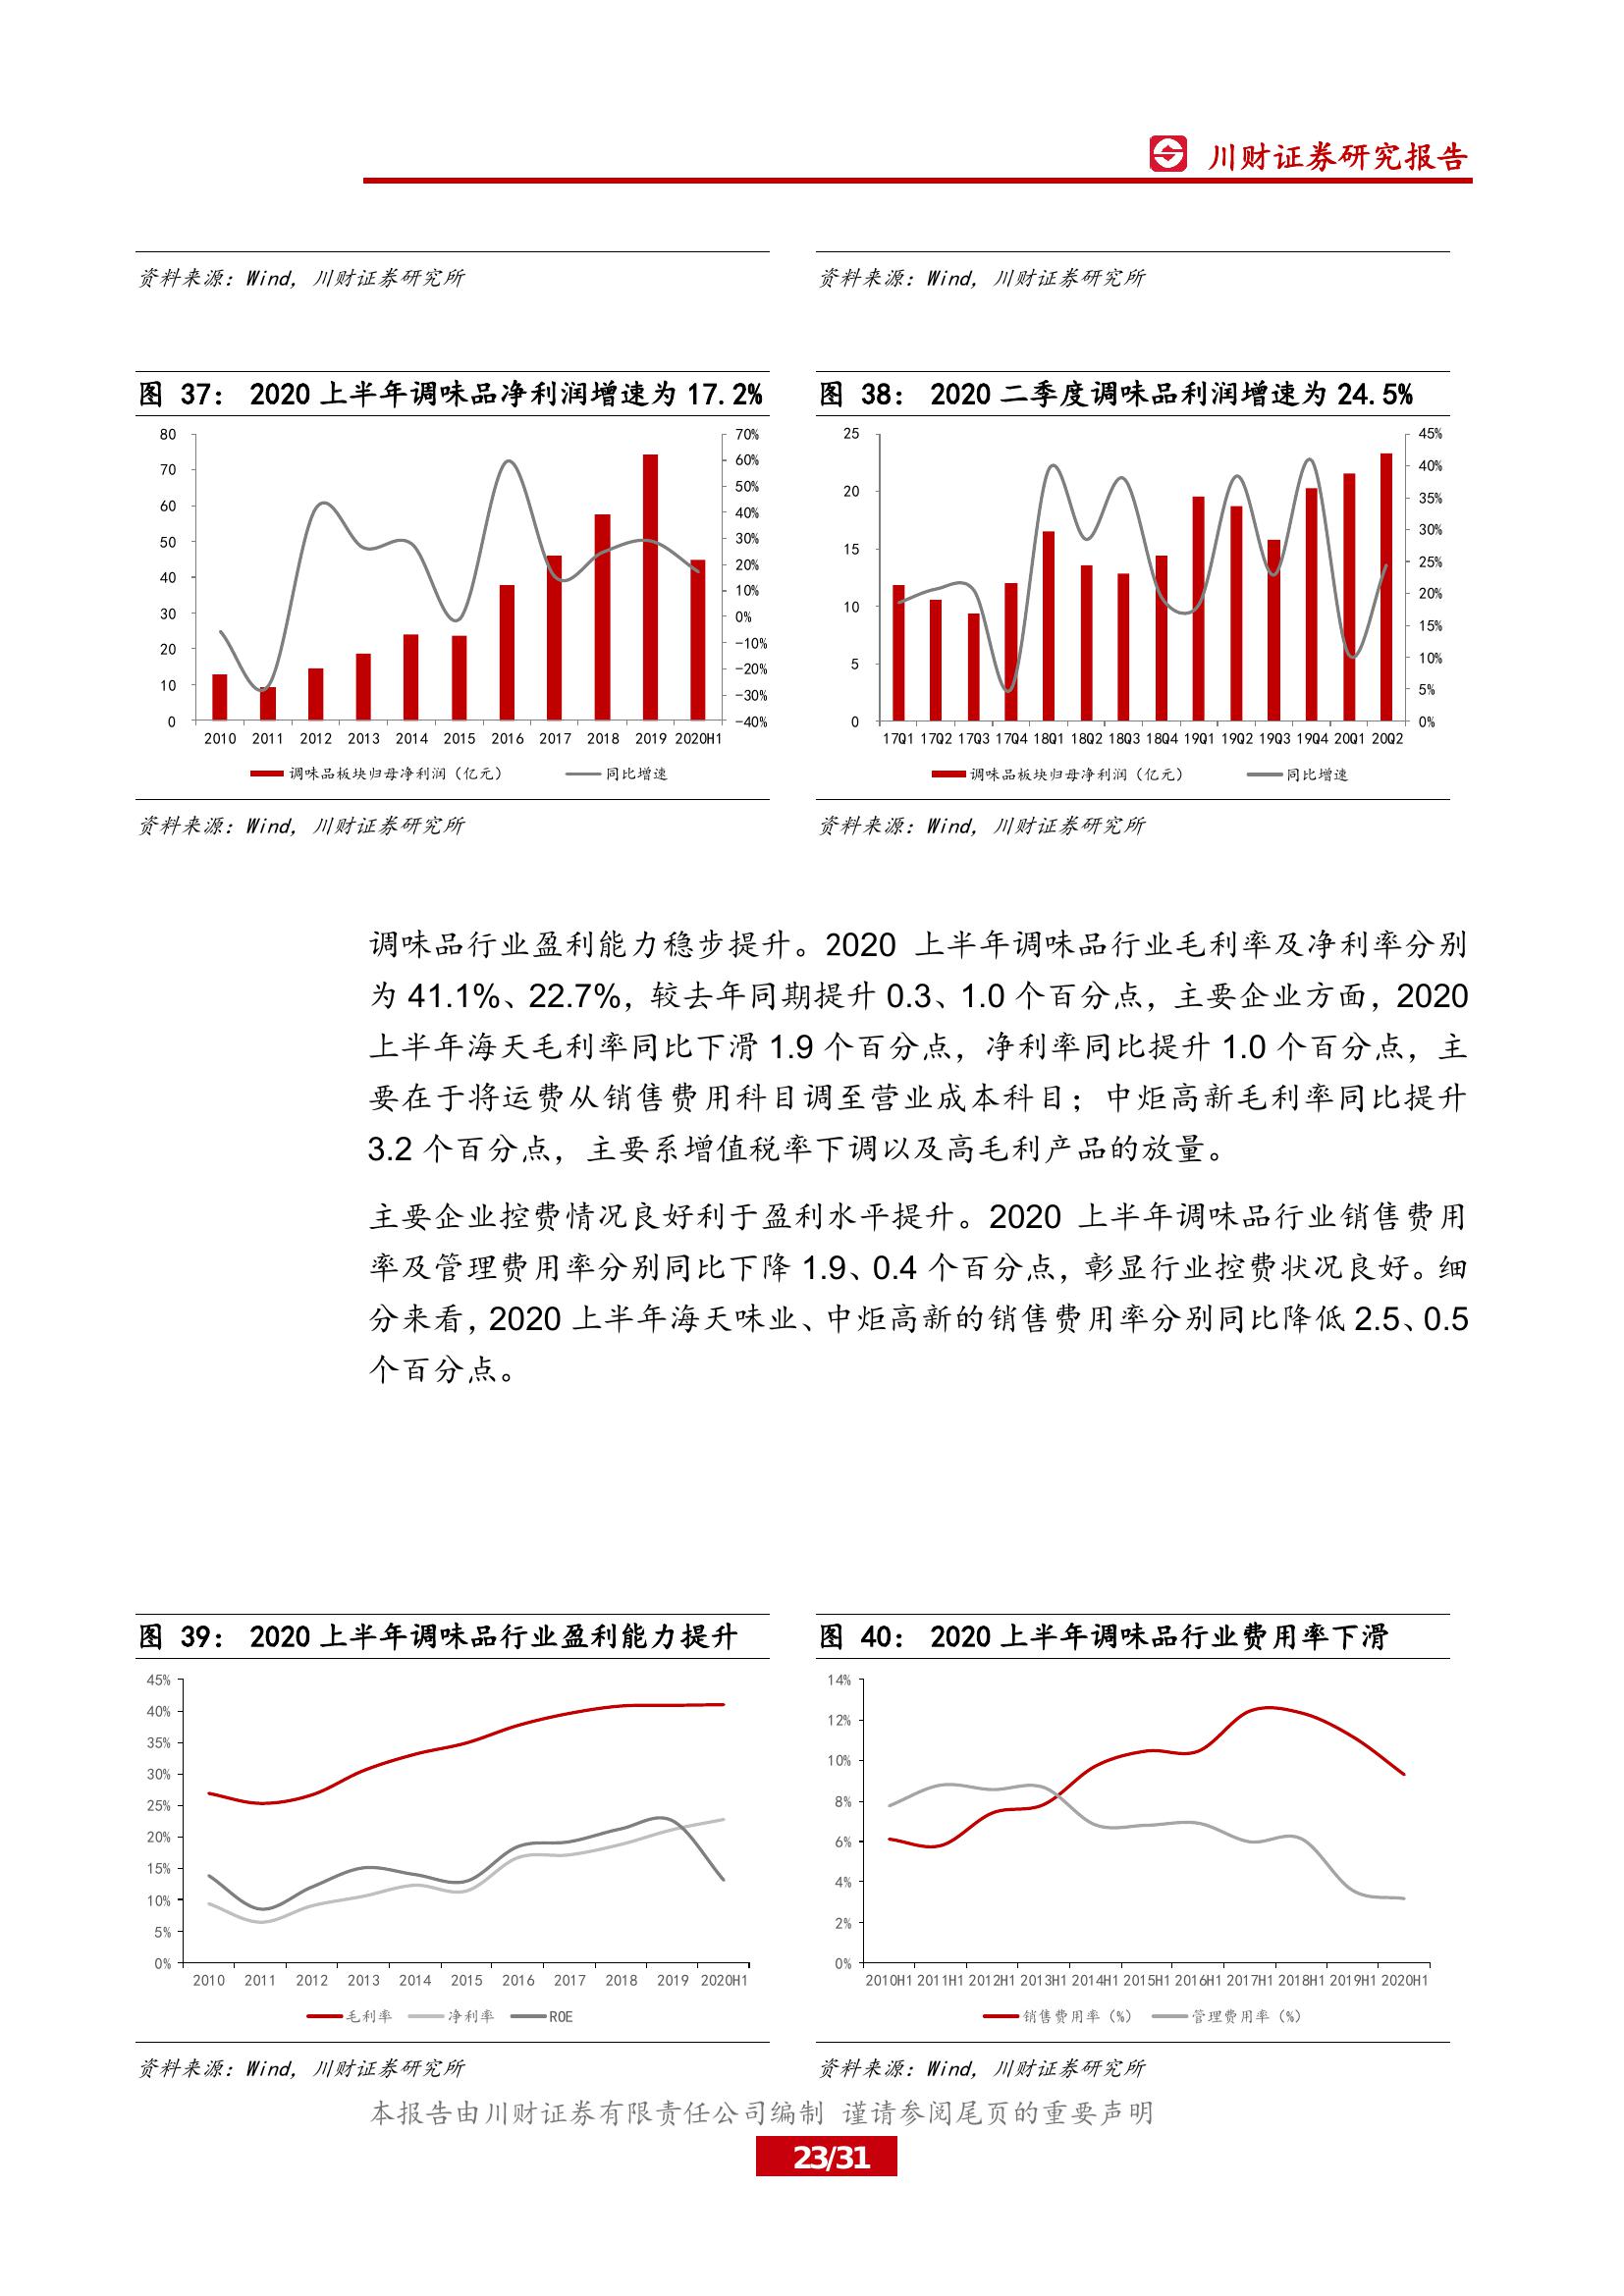 川财证券研究报告
资料来源：Wind，川财证券研究所
资料来源：Wind，川财证券研究所
图 37： 2020 上半年调味品净利润增速为 17.2%
80
70
60
50
40
30
20
10
0
70%
60%
50%
40%
30%
20%
10%
0%
-10%
-20%
-30%
-40%
2010 2011 2012 2013 2014 2015 2016 2017 2018 2019 2020H1
调味品板块归母净利润（亿元） 同比增速
资料来源：Wind，川财证券研究所
图 38： 2020 二季度调味品利润增速为 24.5%
25
20
15
10
5
0
45%
40%
35%
30%
25%
20%
15%
10%
5%
0%
17Q1 17Q2 17Q3 17Q4 18Q1 18Q2 18Q3 18Q4 19Q1 19Q2 19Q3 19Q4 20Q1 20Q2
调味品板块归母净利润（亿元） 同比增速
资料来源：Wind，川财证券研究所
调味品行业盈利能力稳步提升。2020 上半年调味品行业毛利率及净利率分别
为 41.1%、22.7%，较去年同期提升 0.3、1.0 个百分点，主要企业方面，2020
上半年海天毛利率同比下滑 1.9 个百分点，净利率同比提升 1.0 个百分点，主
要在于将运费从销售费用科目调至营业成本科目；中炬高新毛利率同比提升
3.2 个百分点，主要系增值税率下调以及高毛利产品的放量。
主要企业控费情况良好利于盈利水平提升。2020 上半年调味品行业销售费用
率及管理费用率分别同比下降 1.9、0.4 个百分点，彰显行业控费状况良好。细
分来看，2020 上半年海天味业、中炬高新的销售费用率分别同比降低 2.5、0.5
个百分点。
图 39： 2020 上半年调味品行业盈利能力提升
45%
40%
35%
30%
25%
20%
15%
10%
5%
0%
2010 2011 2012 2013 2014 2015 2016 2017 2018 2019 2020H1
毛利率 净利率 ROE
资料来源：Wind，川财证券研究所
图 40： 2020 上半年调味品行业费用率下滑
14%
12%
10%
8%
6%
4%
2%
0%
2010H1 2011H1 2012H1 2013H1 2014H1 2015H1 2016H1 2017H1 2018H1 2019H1 2020H1
销售费用率（%） 管理费用率（%）
资料来源：Wind，川财证券研究所
本报告由川财证券有限责任公司编制 谨请参阅尾页的重要声明
23/31